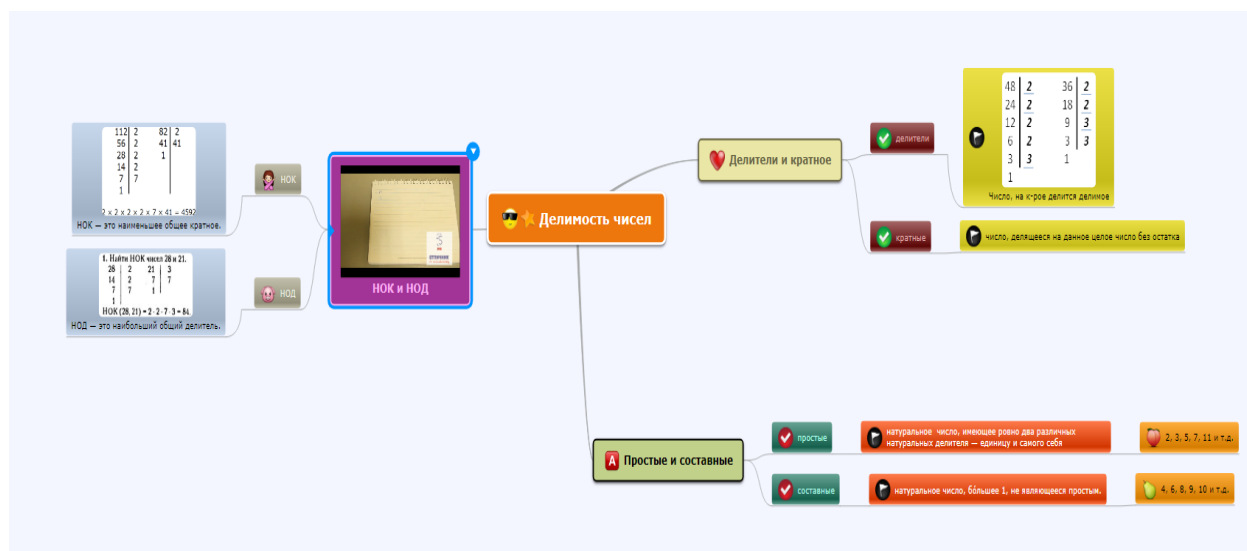 Делимость чисел
НОК и НОД
НОК
112 2 82 2
56 2 41 41
28 2 1
14 2
7 7
1
2 x 2 x 2 x 2 x 7 x 41 = 4592
НОК — это наименьшее общее кратное.
НОД
1. Найти НОК чисел 28 и 21.
28 2 21 3
14 2 7 7
7 7 1
1
НОК (28, 21) = 2 · 2 · 7 · 3 = 84.
НОД — это наибольший общий делитель.
Делители и кратное
делители
48 2 36 2
24 2 18 2
12 2 9 3
6 2 3 3
3 3 1
1
Число, на к-рое делится делимое
кратные
число, делящееся на данное целое число без остатка
A Простые и составные
простые
натуральное число, имеющее ровно два различных
натуральных делителя — единицу и самого себя
2, 3, 5, 7, 11 и т.д.
составные
натуральное число, бóльшее 1, не являющееся простым.
4, 6, 8, 9, 10 и т.д.